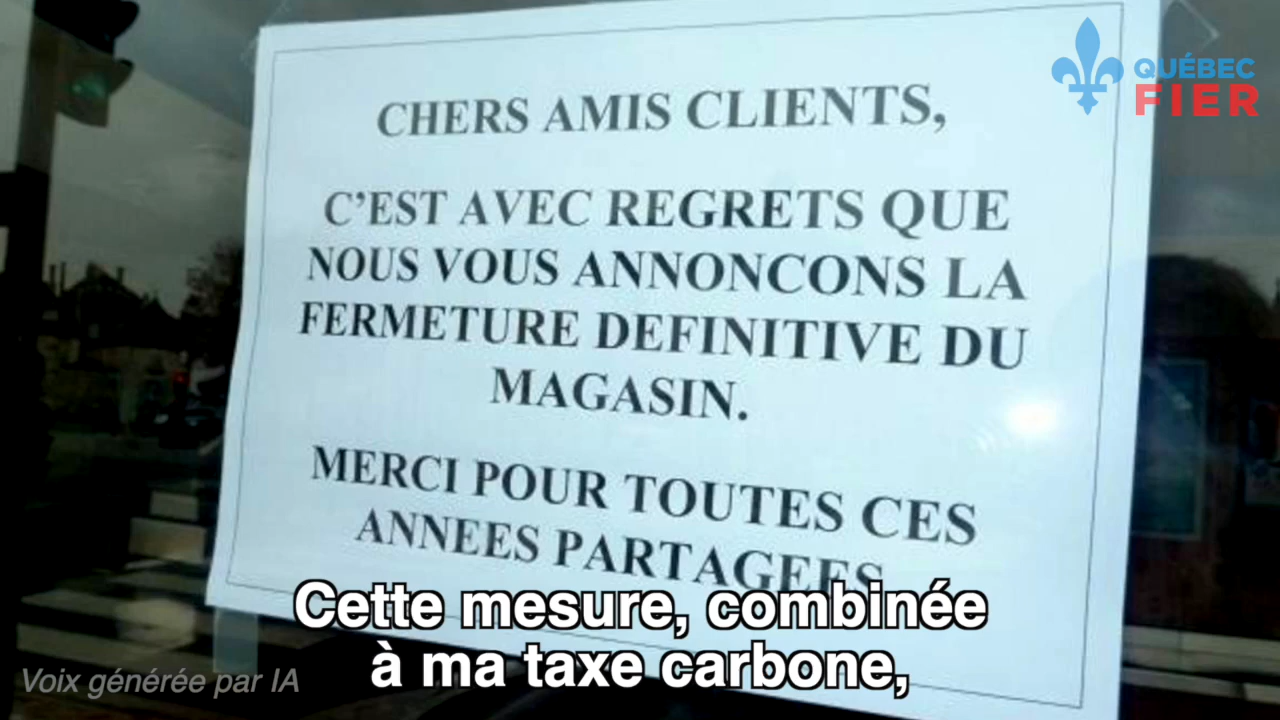 QUÉBEC
FIER
CHERS AMIS CLIENTS,
C'EST AVEC REGRETS QUE
NOUS VOUS ANNONCONS LA
FERMETURE DEFINITIVE DU
MAGASIN.
MERCI POUR TOUTES CES
ANNEES PARTAGEES
Cette mesure, combinée
à ma taxe carbone,
Voix générée par IA